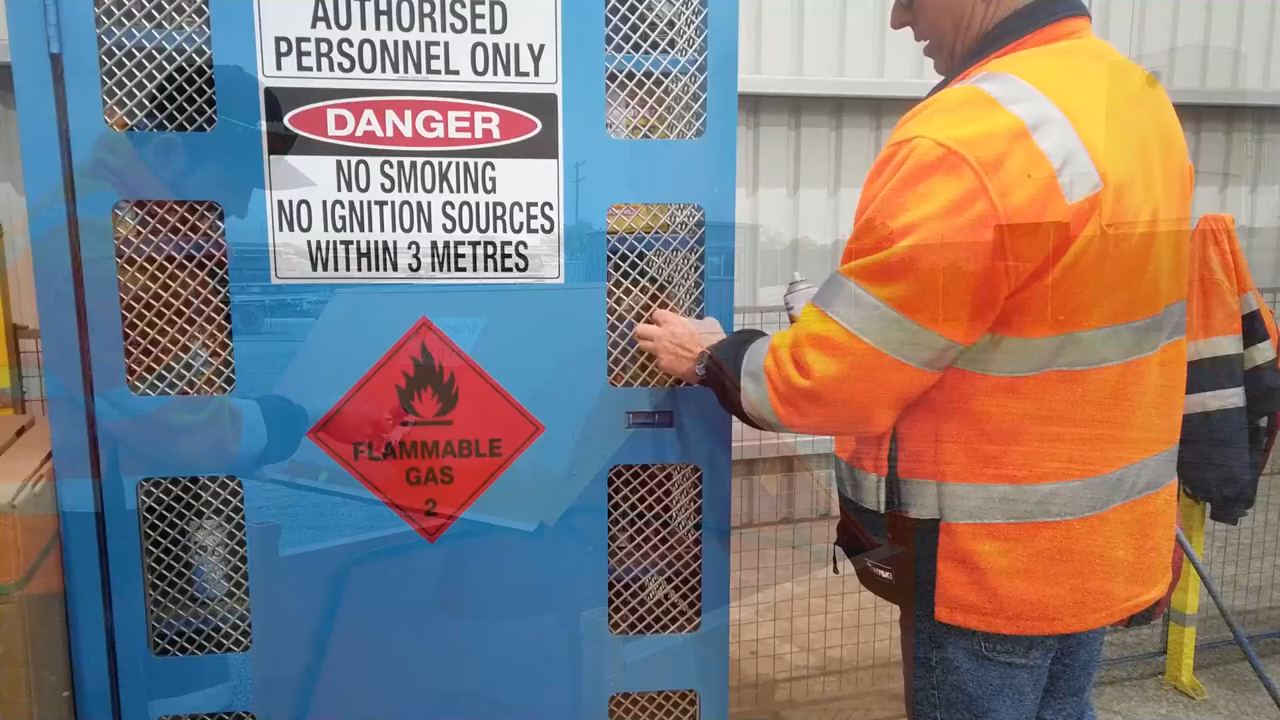 AUTHORISED
PERSONNEL ONLY
DANGER
NO SMOKING
NO IGNITION SOURCES
WITHIN 3 METRES
FLAMMABLE
GAS
2